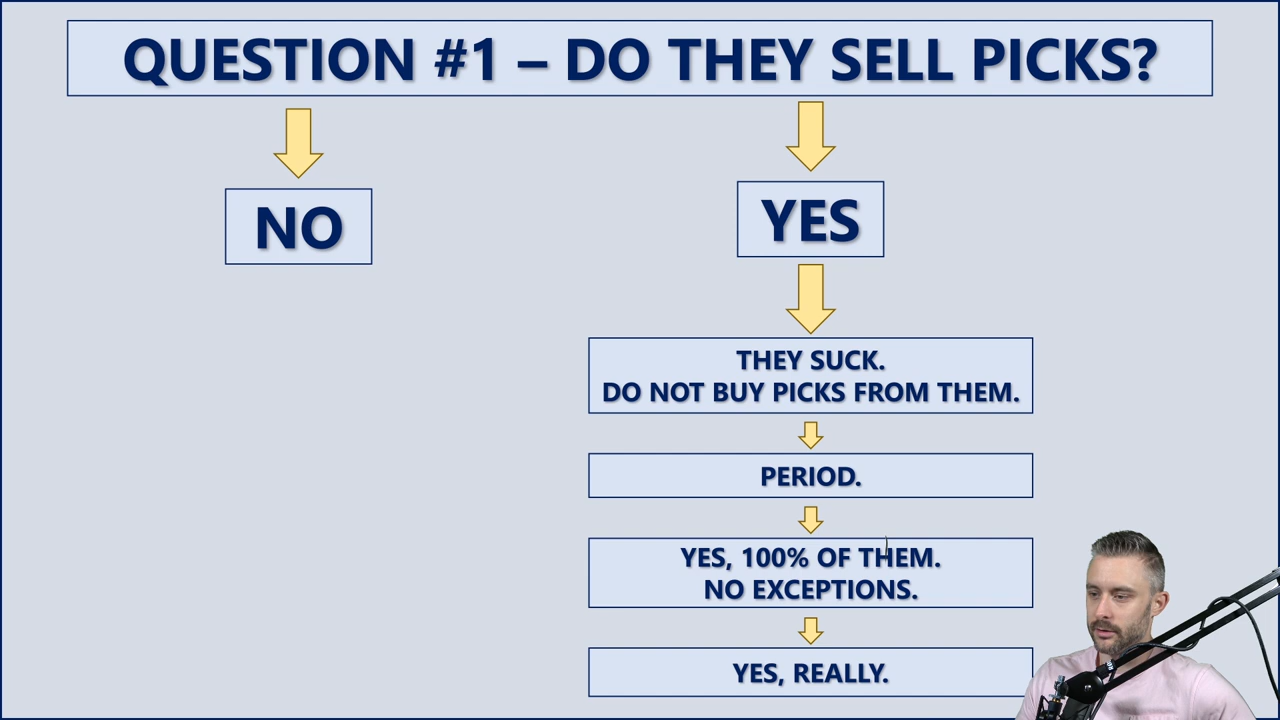 QUESTION #1 – DO THEY SELL PICKS?
NO
YES
THEY SUCK.
DO NOT BUY PICKS FROM THEM.
PERIOD.
YES, 100% OF THEM.
NO EXCEPTIONS.
YES, REALLY.